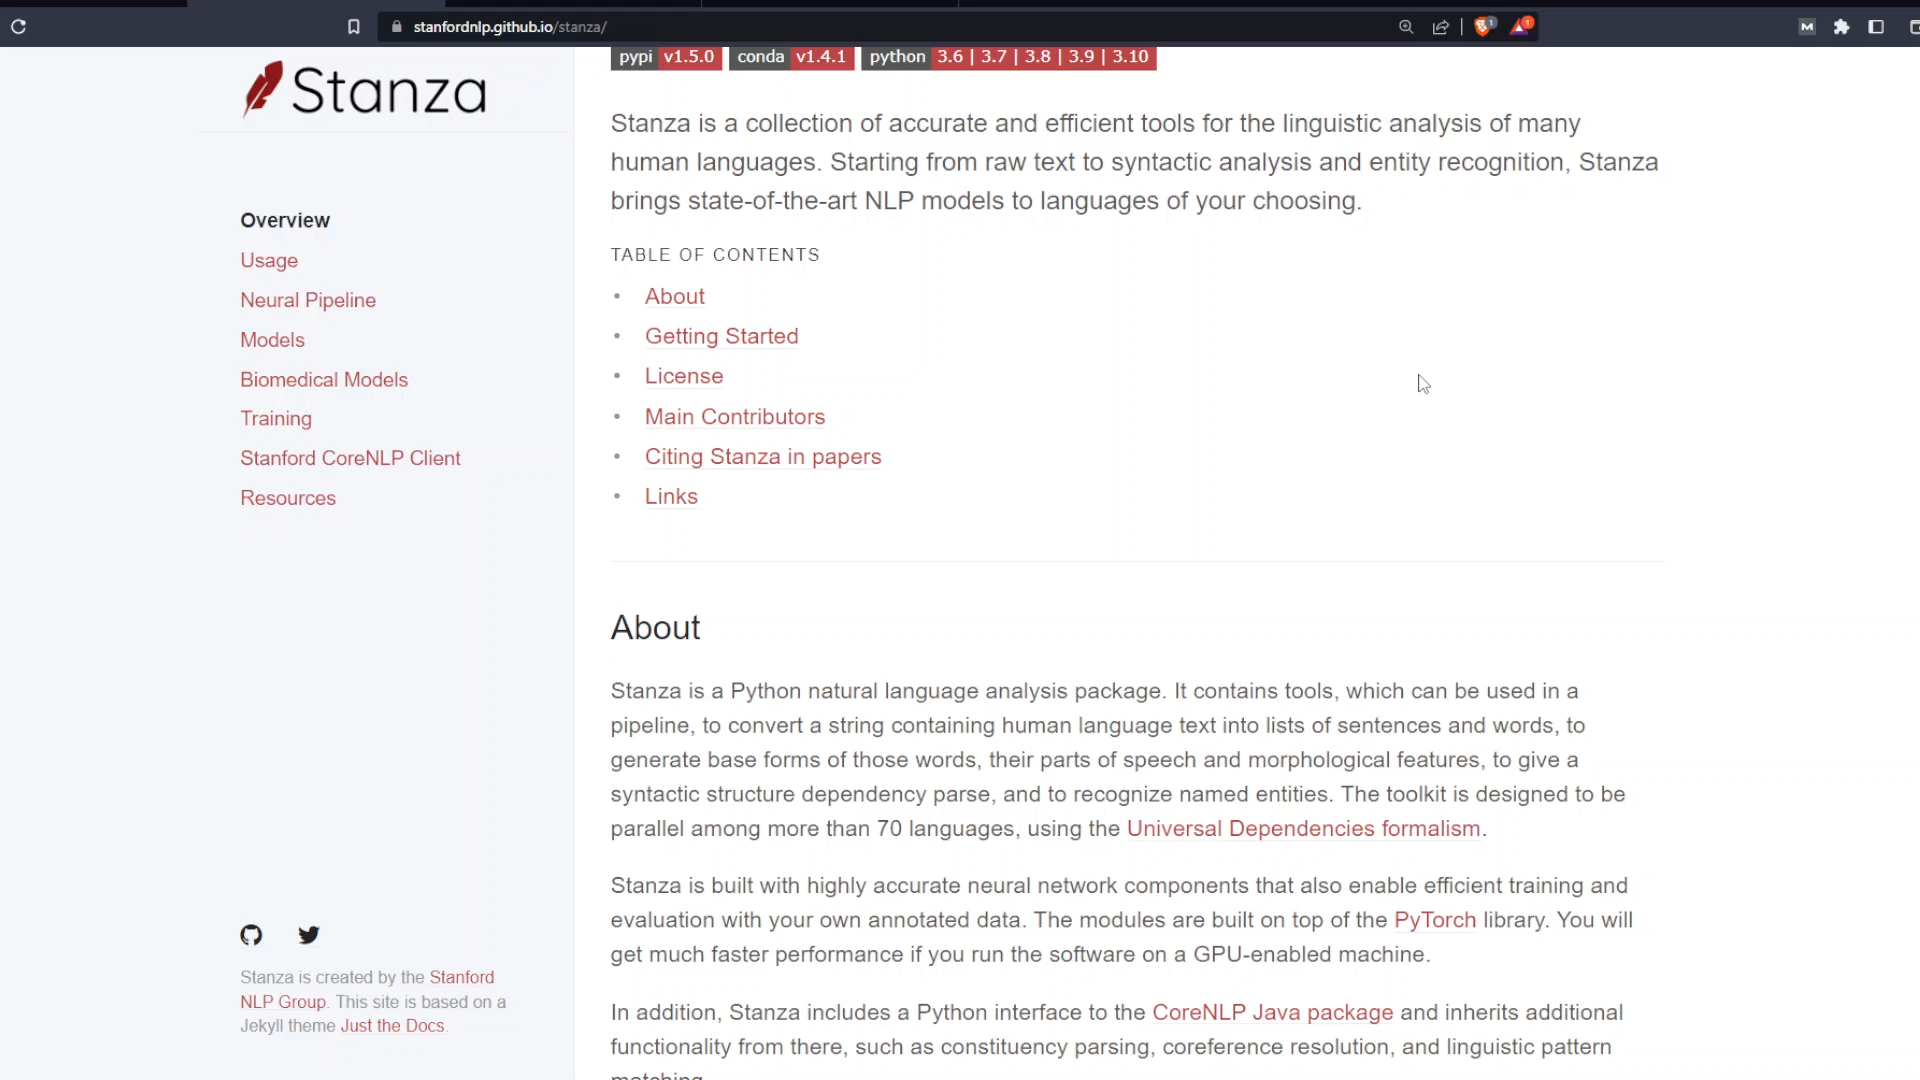 stanfordnlp.github.io/stanza/
1
1
M
pypi v1.5.0 conda v1.4.1 python 3.6 | 3.7 | 3.8 | 3.9 | 3.10
Stanza
Overview
Usage
Neural Pipeline
Models
Biomedical Models
Training
Stanford CoreNLP Client
Resources
Stanza is created by the Stanford
NLP Group. This site is based on a
Jekyll theme Just the Docs.
Stanza is a collection of accurate and efficient tools for the linguistic analysis of many
human languages. Starting from raw text to syntactic analysis and entity recognition, Stanza
brings state-of-the-art NLP models to languages of your choosing.
TABLE OF CONTENTS
• About
• Getting Started
• License
• Main Contributors
• Citing Stanza in papers
• Links
About
Stanza is a Python natural language analysis package. It contains tools, which can be used in a
pipeline, to convert a string containing human language text into lists of sentences and words, to
generate base forms of those words, their parts of speech and morphological features, to give a
syntactic structure dependency parse, and to recognize named entities. The toolkit is designed to be
parallel among more than 70 languages, using the Universal Dependencies formalism.
Stanza is built with highly accurate neural network components that also enable efficient training and
evaluation with your own annotated data. The modules are built on top of the PyTorch library. You will
get much faster performance if you run the software on a GPU-enabled machine.
In addition, Stanza includes a Python interface to the CoreNLP Java package and inherits additional
functionality from there, such as constituency parsing, coreference resolution, and linguistic pattern
matching